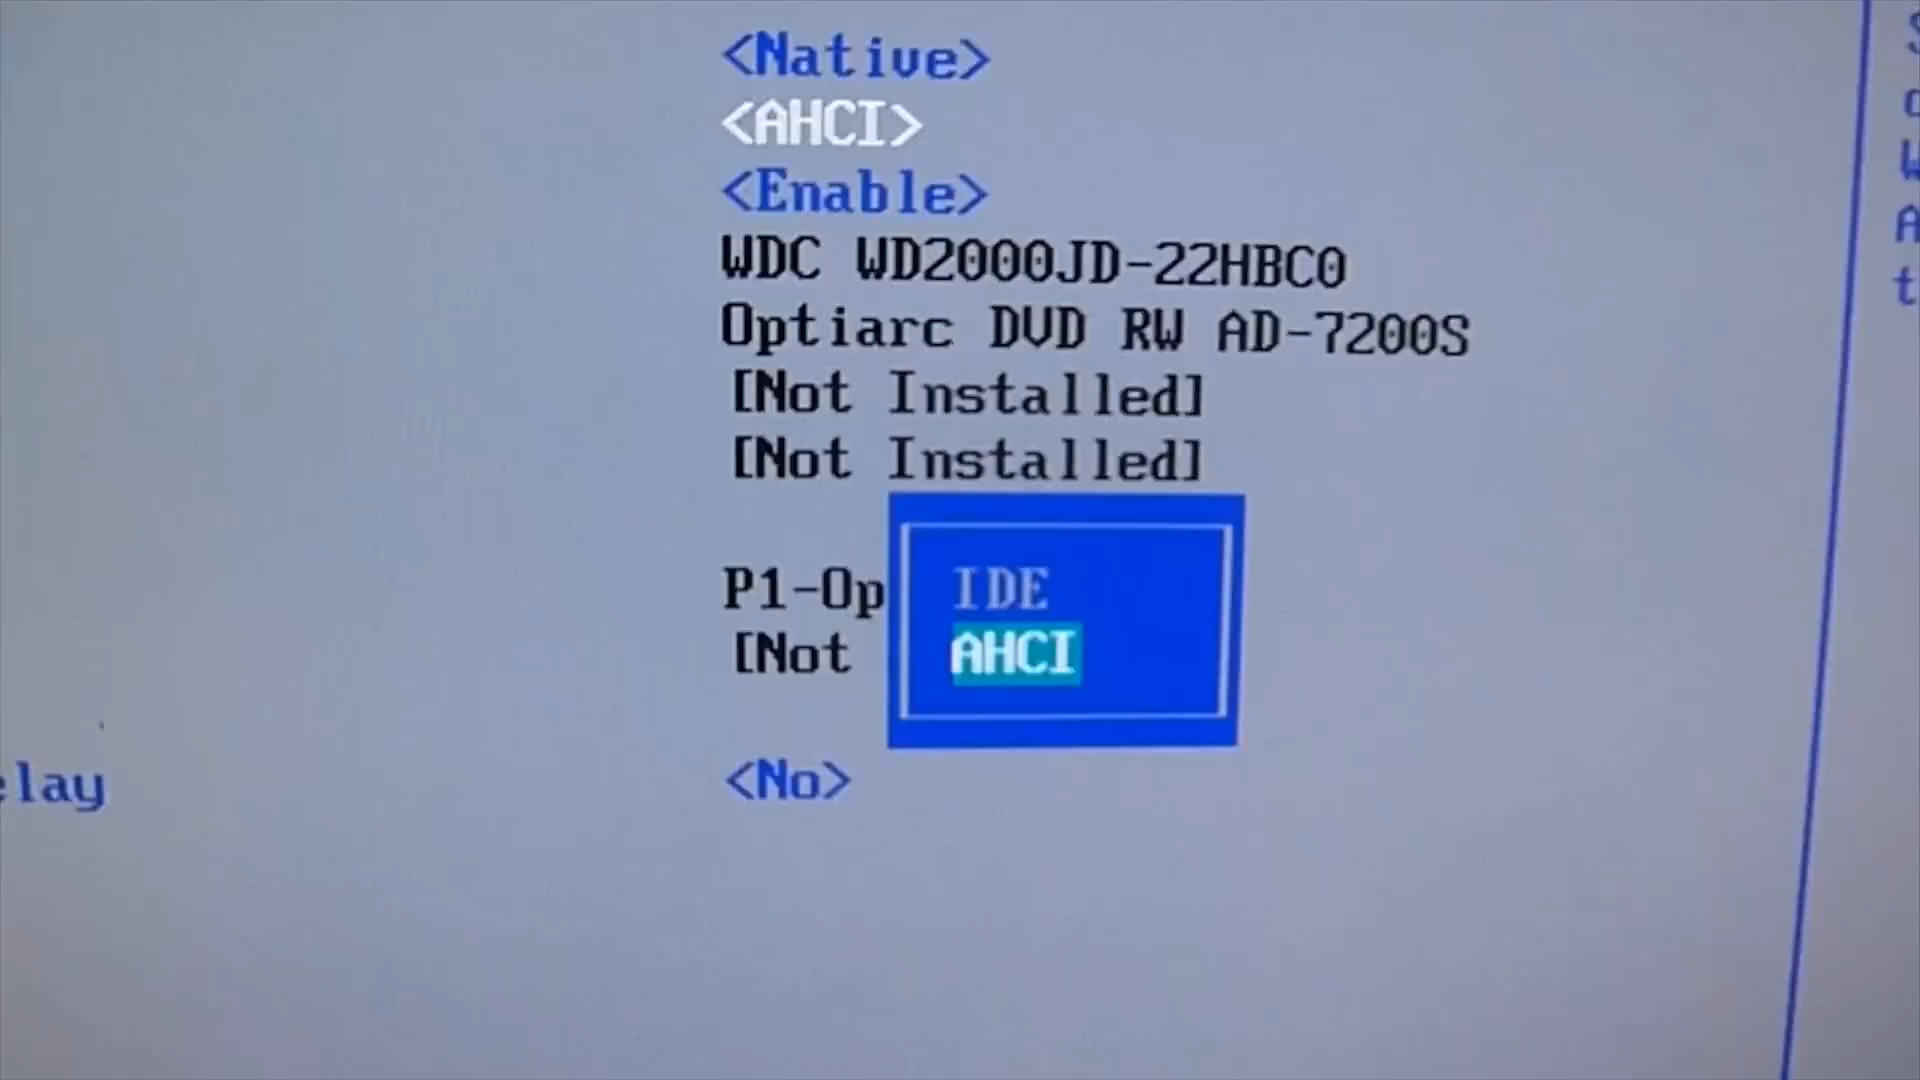 <Native>
<AHCI>
<Enable>
WDC WD2000JD-22HBC0
Optiarc DVD RW AD-7200S
[Not Installed]
[Not Installed]
P1-Op
[Not
IDE
AHCI
elay
<No>